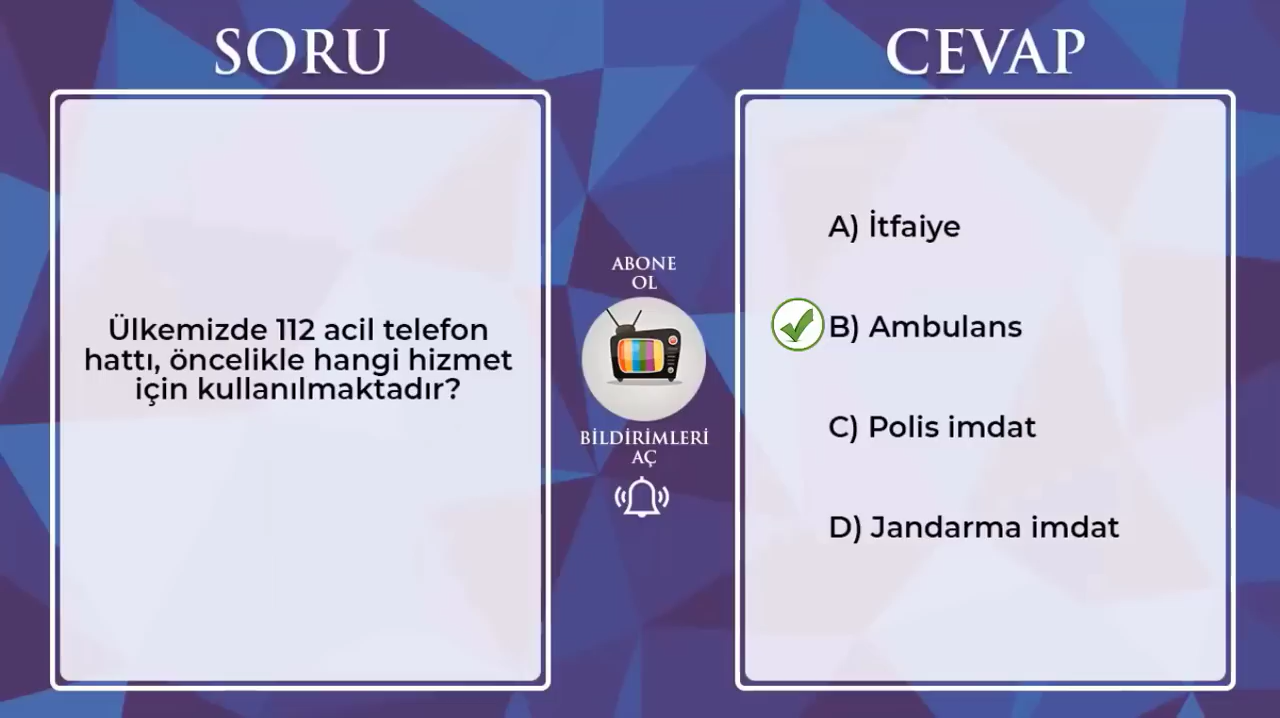 SORU
Ülkemizde 112 acil telefon
hattı, öncelikle hangi hizmet
için kullanılmaktadır?
ABONE
OL
BİLDİRİMLERİ
AÇ
CEVAP
A) İtfaiye
B) Ambulans
C) Polis imdat
D) Jandarma imdat